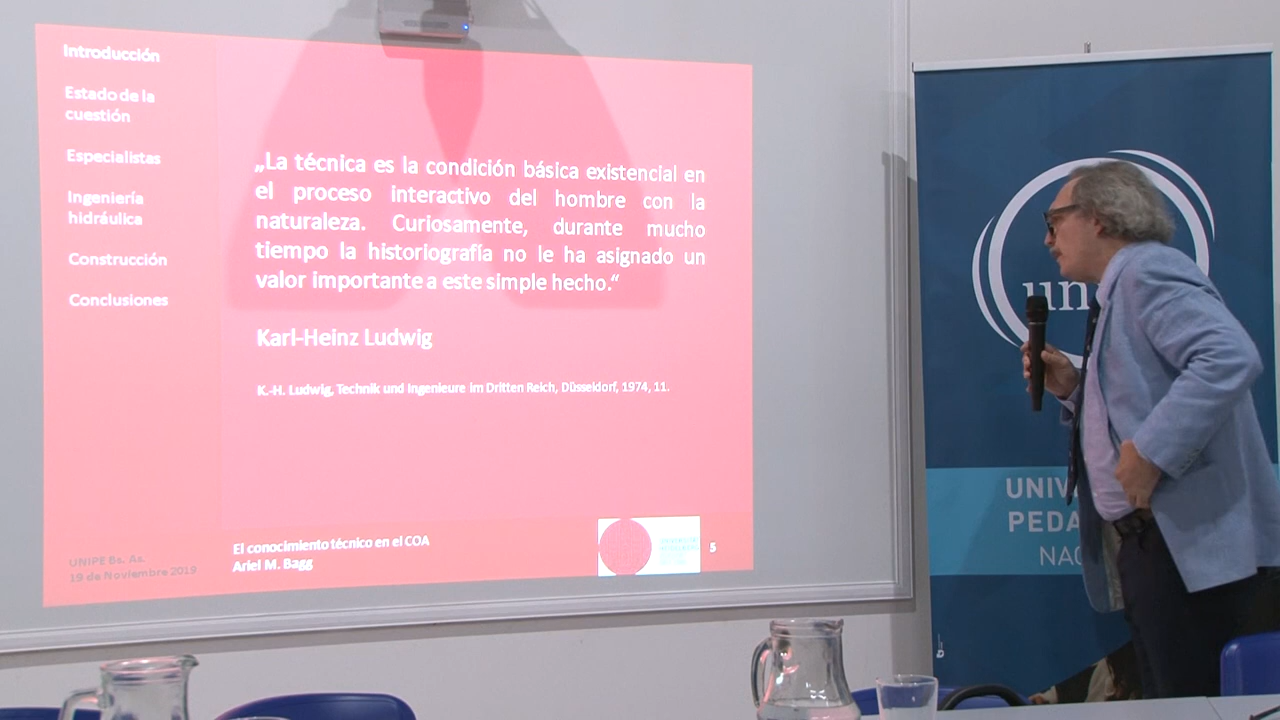 Introducción
Estado de la
cuestión
Especialistas
Ingeniería
hidráulica
Construcción
Conclusiones
„La técnica es la condición básica existencial en
el proceso interactivo del hombre con la
naturaleza. Curiosamente, durante mucho
tiempo la historiografía no le ha asignado un
valor importante a este simple hecho.“
Karl-Heinz Ludwig
K.-H. Ludwig, Technik und Ingenieure im Dritten Reich, Düsseldorf, 1974, 11.
UNIPE Bs. As.
19 de Noviembre 2019
El conocimiento técnico en el COA
Ariel M. Bagg
5
un
UNIV
PEDA
NAC